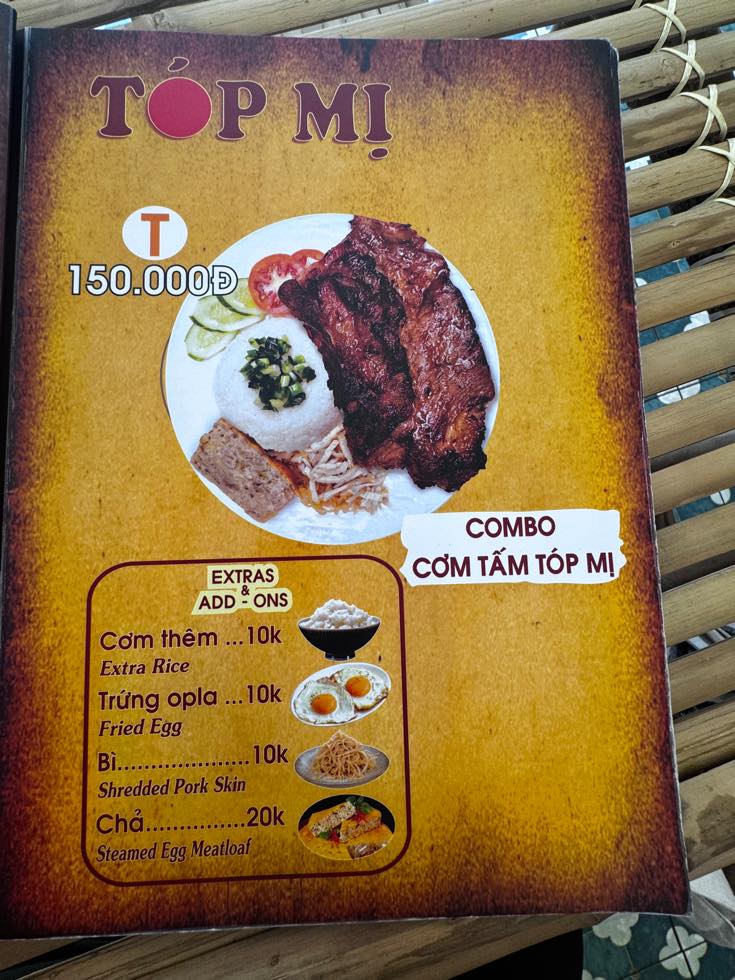 TÓP MỊ
T
150.000Đ
COMBO
CƠM TẤM TÓP MỊ
EXTRAS
&
ADD - ONS
Cơm thêm ...10k
Extra Rice
Trứng opla ...10k
Fried Egg
Bì....................10k
Shredded Pork Skin
Chả...............20k
Steamed Egg Meatloaf